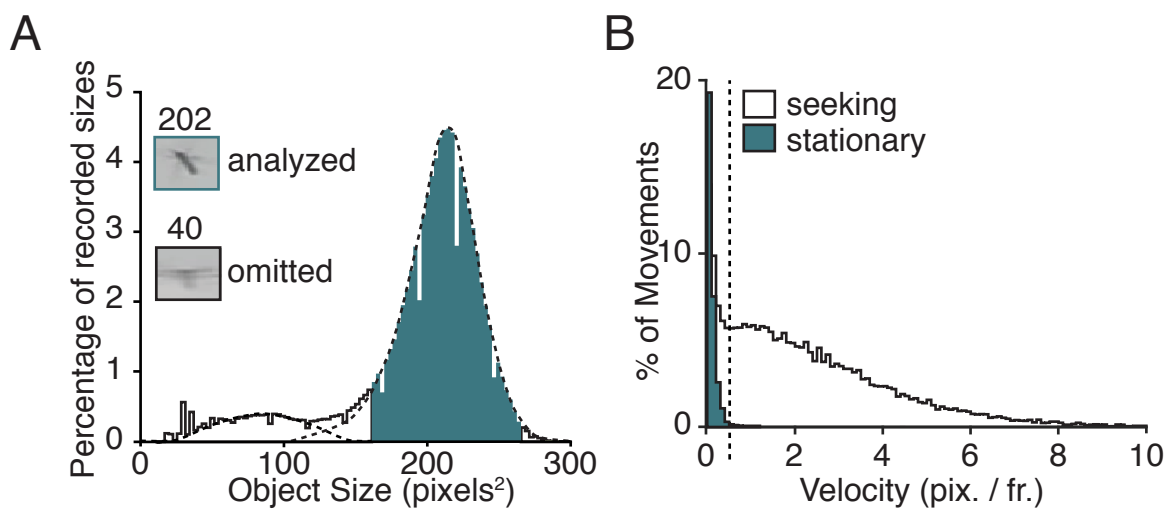 A
Percentage of recorded sizes
5
4
3
2
1
0
202
analyzed
40
omitted
0 100 200 300
Object Size (pixels²)
B
% of Movements
20
10
0
seeking
stationary
0 2 4 6 8 10
Velocity (pix. / fr.)